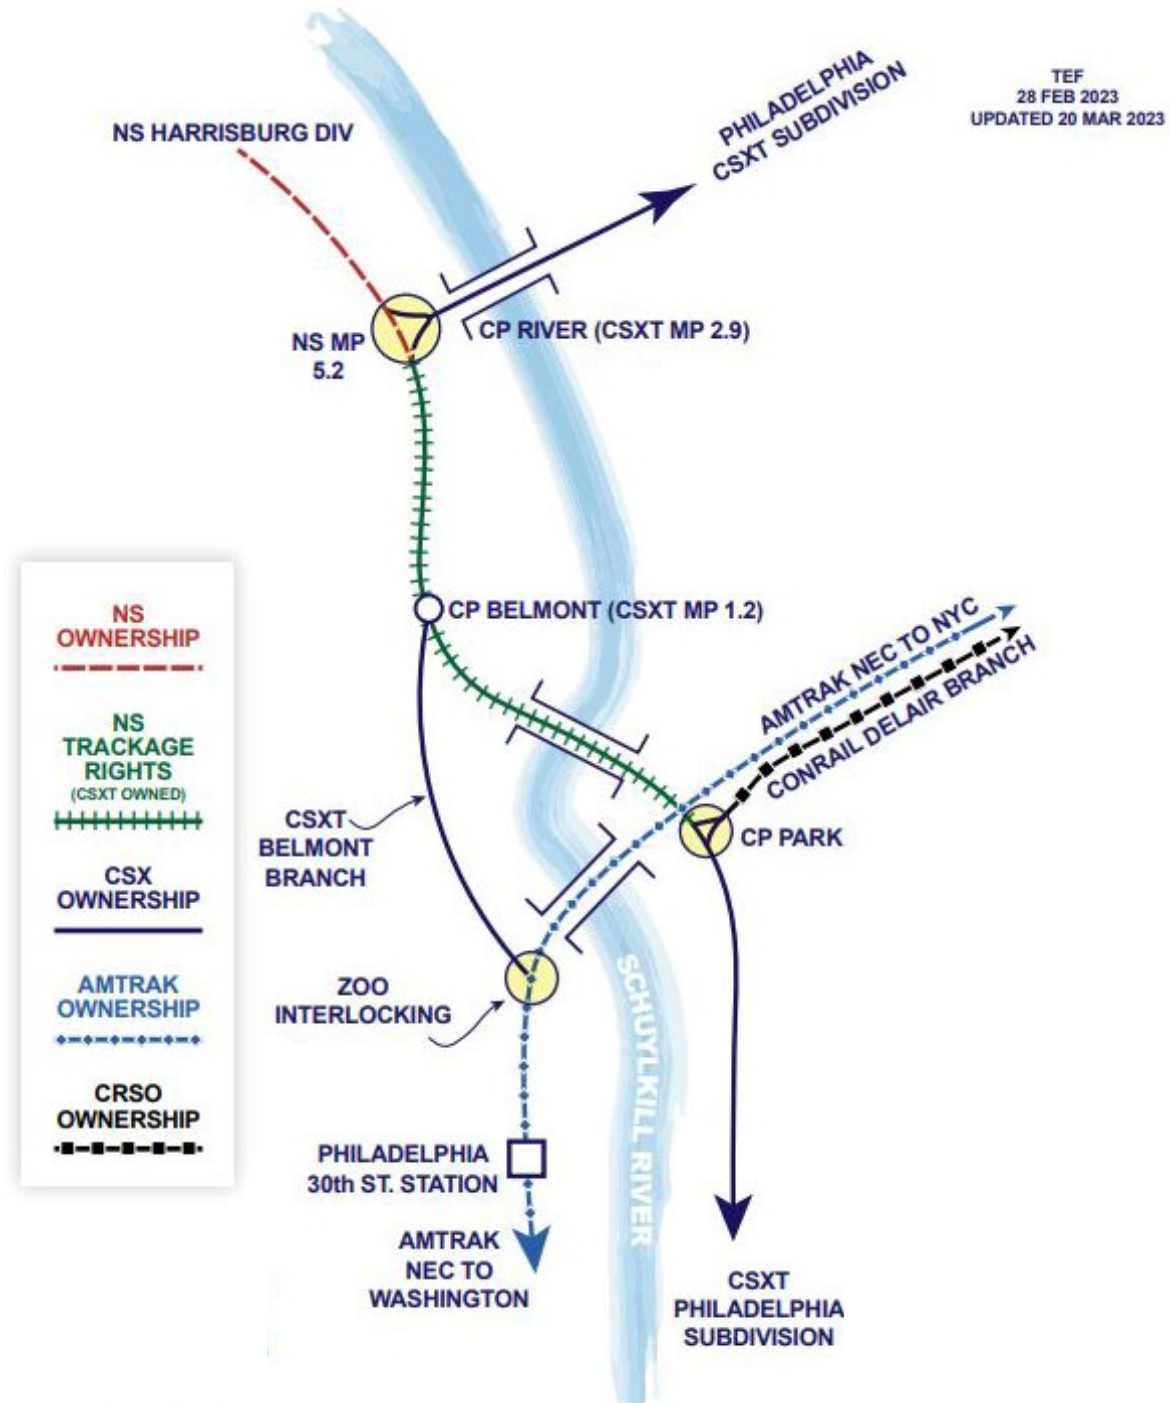 TEF
28 FEB 2023
UPDATED 20 MAR 2023
PHILADELPHIA
CSXT SUBDIVISION
NS HARRISBURG DIV
NS MP
5.2
CP RIVER (CSXT MP 2.9)
CP BELMONT (CSXT MP 1.2)
AMTRAK NEC TO NYC
CONRAIL DELAIR BRANCH
CP PARK
CSXT
BELMONT
BRANCH
ZOO
INTERLOCKING
SCHUYLKILL RIVER
PHILADELPHIA
30th ST. STATION
AMTRAK
NEC TO
WASHINGTON
CSXT
PHILADELPHIA
SUBDIVISION
NS
OWNERSHIP
NS
TRACKAGE
RIGHTS
(CSXT OWNED)
CSX
OWNERSHIP
AMTRAK
OWNERSHIP
CRSO
OWNERSHIP